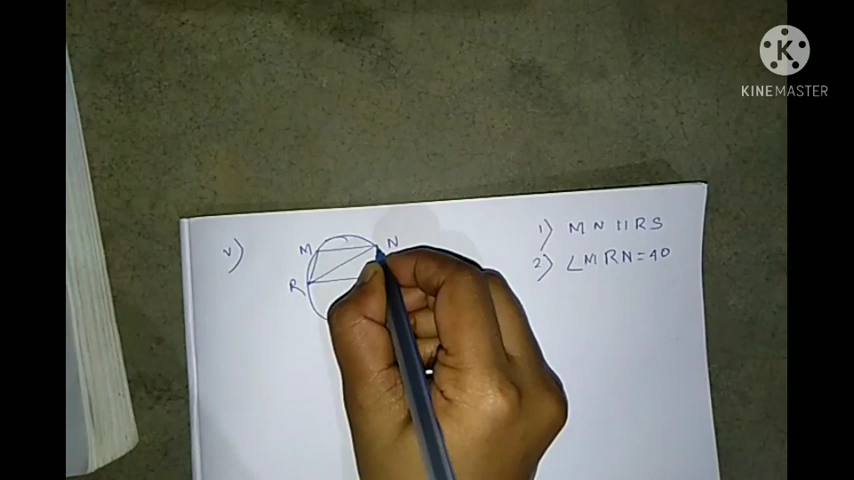 K
KINEMASTER
v)
M
N
R
1) MN || RS
2) ∠MRN = 40